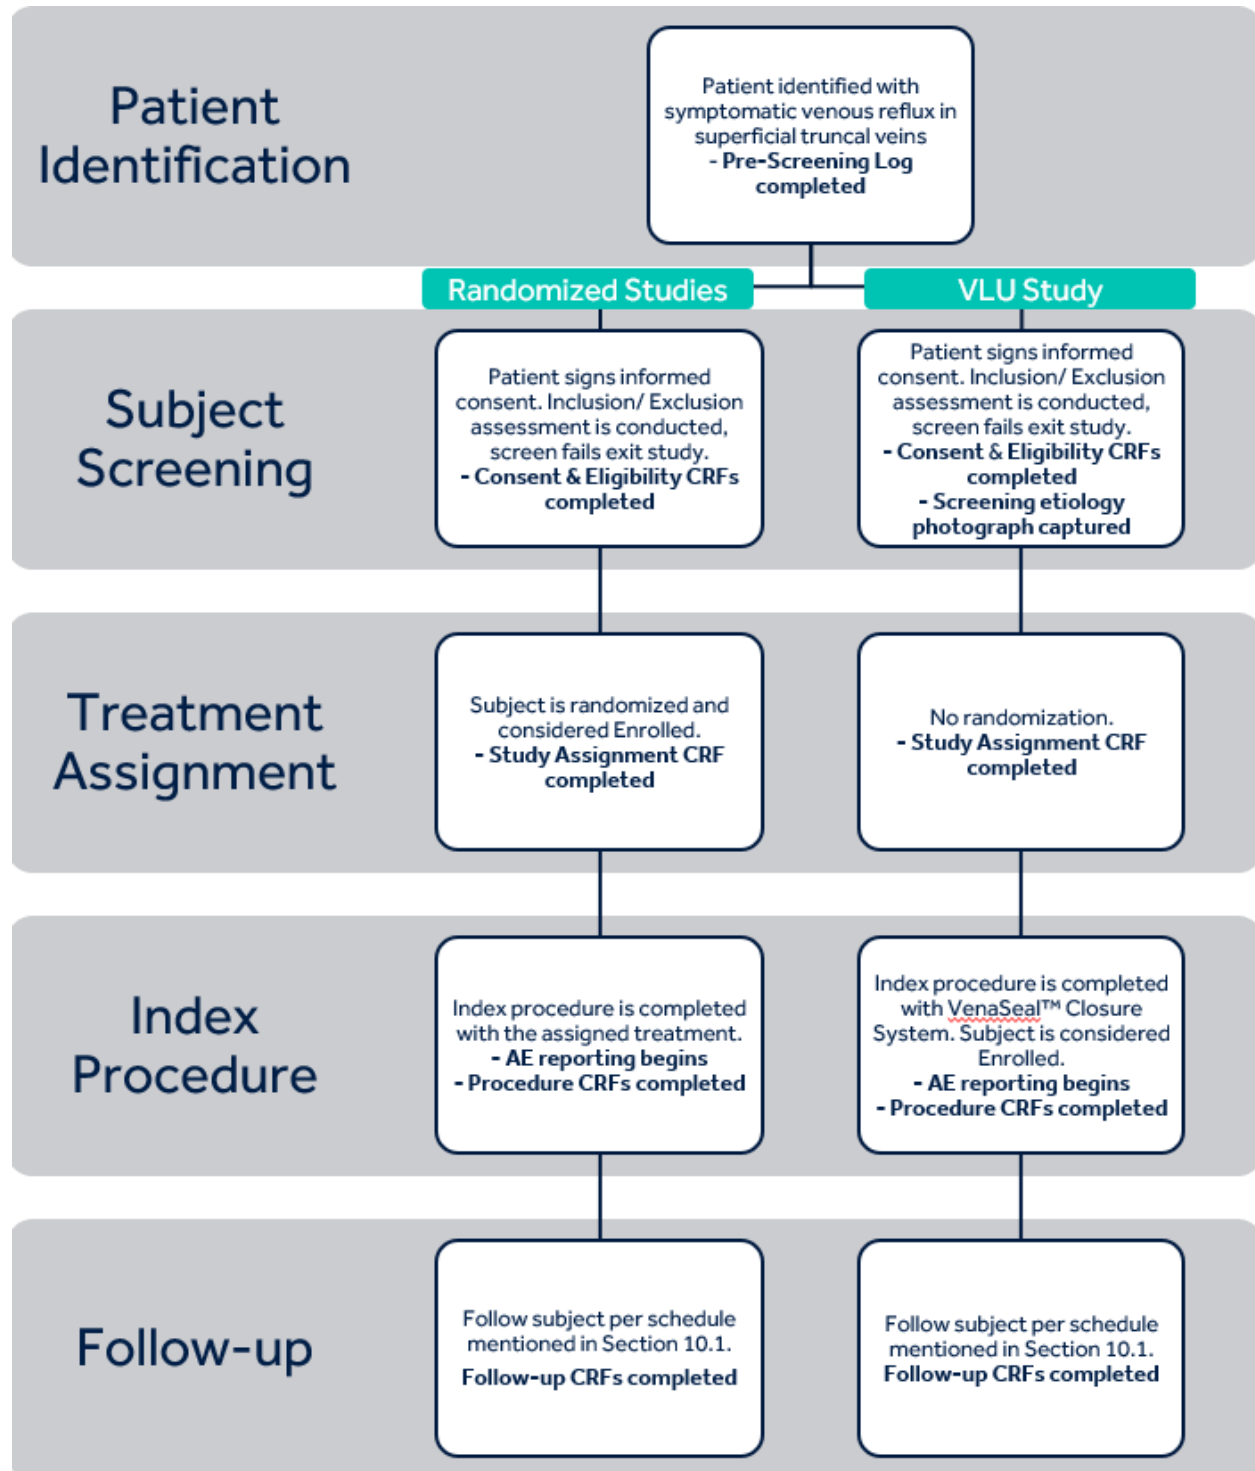 Patient
Identification
Patient identified with
symptomatic venous reflux in
superficial truncal veins
- Pre-Screening Log
completed
Randomized Studies
VLU Study
Subject
Screening
Patient signs informed
consent. Inclusion/ Exclusion
assessment is conducted,
screen fails exit study.
- Consent & Eligibility CRFs
completed
Patient signs informed
consent. Inclusion/ Exclusion
assessment is conducted,
screen fails exit study.
- Consent & Eligibility CRFs
completed
- Screening etiology
photograph captured
Treatment
Assignment
Subject is randomized and
considered Enrolled.
- Study Assignment CRF
completed
No randomization.
- Study Assignment CRF
completed
Index
Procedure
Index procedure is completed
with the assigned treatment.
- AE reporting begins
- Procedure CRFs completed
Index procedure is completed
with VenaSeal™ Closure
System. Subject is considered
Enrolled.
- AE reporting begins
- Procedure CRFs completed
Follow-up
Follow subject per schedule
mentioned in Section 10.1.
Follow-up CRFs completed
Follow subject per schedule
mentioned in Section 10.1.
Follow-up CRFs completed